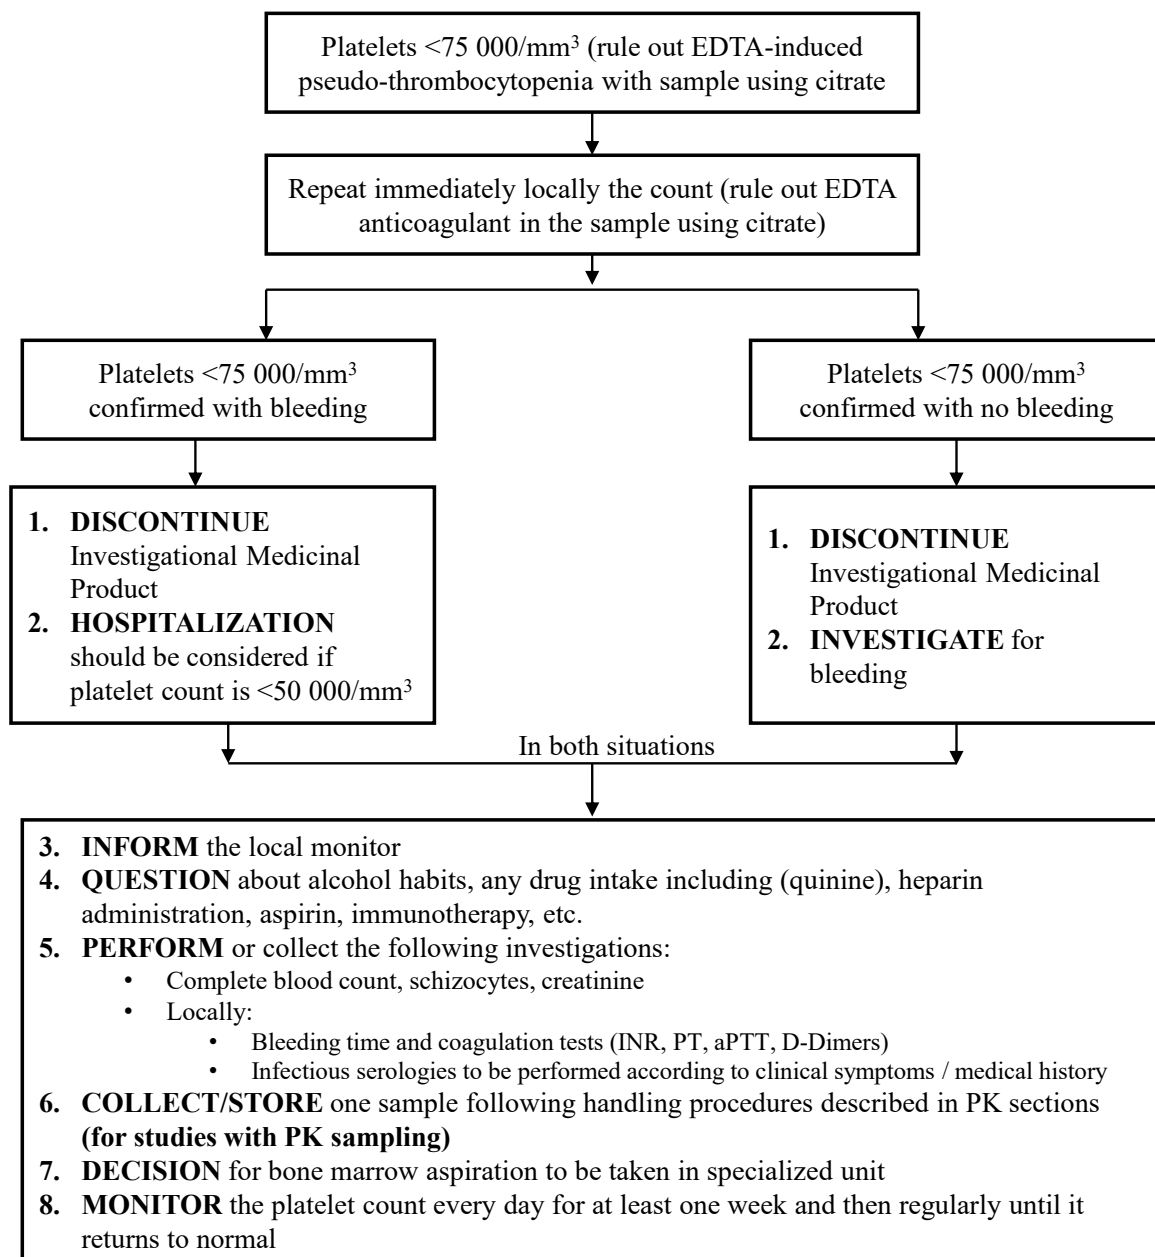 Platelets <75 000/mm³ (rule out EDTA-induced
pseudo-thrombocytopenia with sample using citrate
Repeat immediately locally the count (rule out EDTA
anticoagulant in the sample using citrate)
Platelets <75 000/mm³
confirmed with bleeding
Platelets <75 000/mm³
confirmed with no bleeding
1. DISCONTINUE
Investigational Medicinal
Product
2. HOSPITALIZATION
should be considered if
platelet count is <50 000/mm³
1. DISCONTINUE
Investigational Medicinal
Product
2. INVESTIGATE for
bleeding
In both situations
3. INFORM the local monitor
4. QUESTION about alcohol habits, any drug intake including (quinine), heparin
administration, aspirin, immunotherapy, etc.
5. PERFORM or collect the following investigations:
• Complete blood count, schizocytes, creatinine
• Locally:
• Bleeding time and coagulation tests (INR, PT, aPTT, D-Dimers)
• Infectious serologies to be performed according to clinical symptoms / medical history
6. COLLECT/STORE one sample following handling procedures described in PK sections
(for studies with PK sampling)
7. DECISION for bone marrow aspiration to be taken in specialized unit
8. MONITOR the platelet count every day for at least one week and then regularly until it
returns to normal